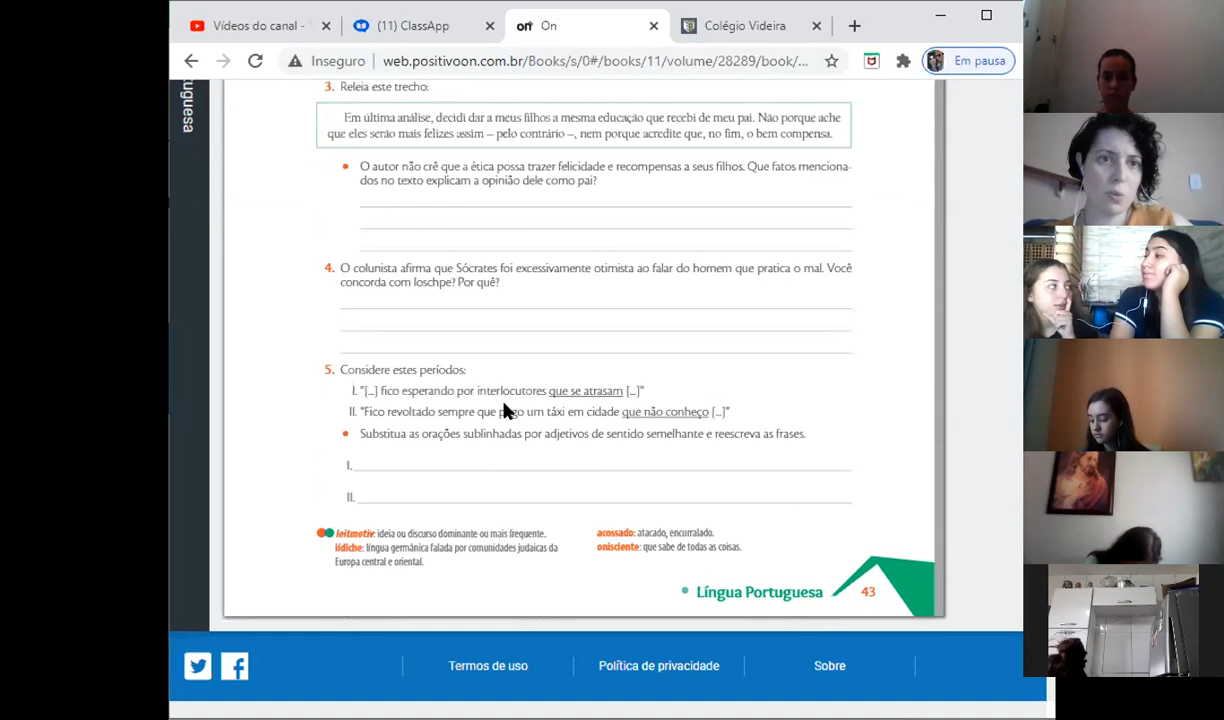 Vídeos do canal -
(11) ClassApp
on On
Colégio Videira
Inseguro
web.positivoon.com.br/Books/s/0#/books/11/volume/28289/book/...
Em pausa
tuguesa
3. Releia este trecho:
Em última análise, decidi dar a meus filhos a mesma educação que recebi de meu pai. Não porque ache
que eles serão mais felizes assim – pelo contrário –, nem porque acredite que, no fim, o bem compensa.
• O autor não crê que a ética possa trazer felicidade e recompensas a seus filhos. Que fatos menciona-
dos no texto explicam a opinião dele como pai?
4. O colunista afirma que Sócrates foi excessivamente otimista ao falar do homem que pratica o mal. Você
concorda com Ioschpe? Por quê?
5. Considere estes períodos:
I. "[...] fico esperando por interlocutores que se atrasam [...]"
II. "Fico revoltado sempre que pego um táxi em cidade que não conheço [...]"
• Substitua as orações sublinhadas por adjetivos de sentido semelhante e reescreva as frases.
I.
II.
leitmotiv: ideia ou discurso dominante ou mais frequente.
iídiche: língua germânica falada por comunidades judaicas da
Europa central e oriental.
acossado: atacado, encurralado.
onisciente: que sabe de todas as coisas.
• Língua Portuguesa 43
Termos de uso
Política de privacidade
Sobre